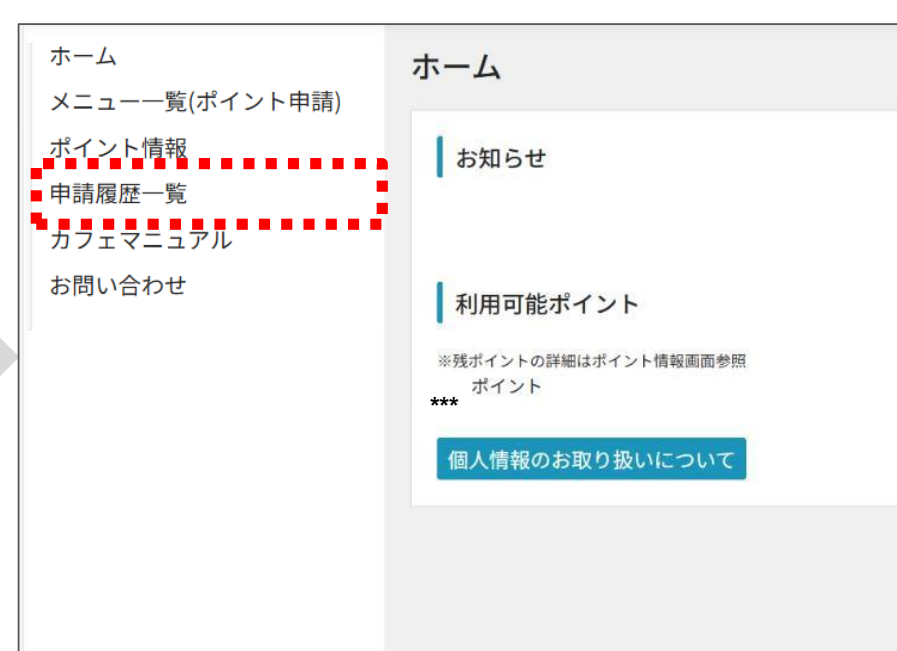 ホーム
メニュー一覧(ポイント申請)
ポイント情報
申請履歴一覧
カフェマニュアル
お問い合わせ
ホーム
お知らせ
利用可能ポイント
※残ポイントの詳細はポイント情報画面参照
ポイント
***
個人情報のお取り扱いについて